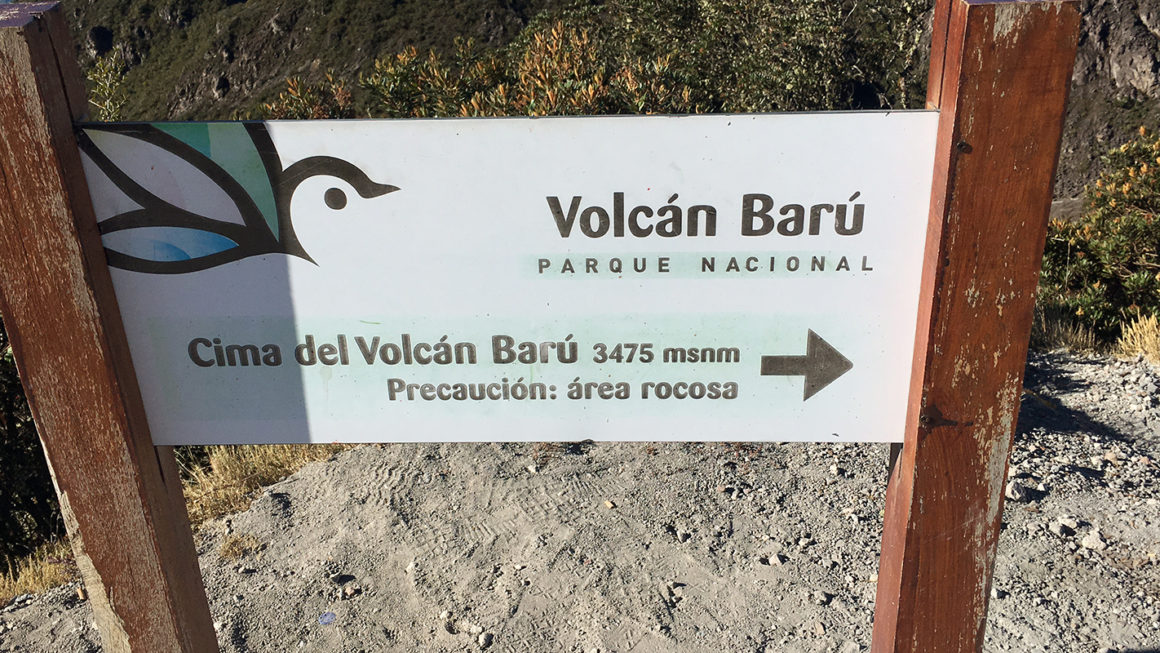 Volcán Barú
PARQUE NACIONAL
Cima del Volcán Barú 3475 msnm
Precaución: área rocosa